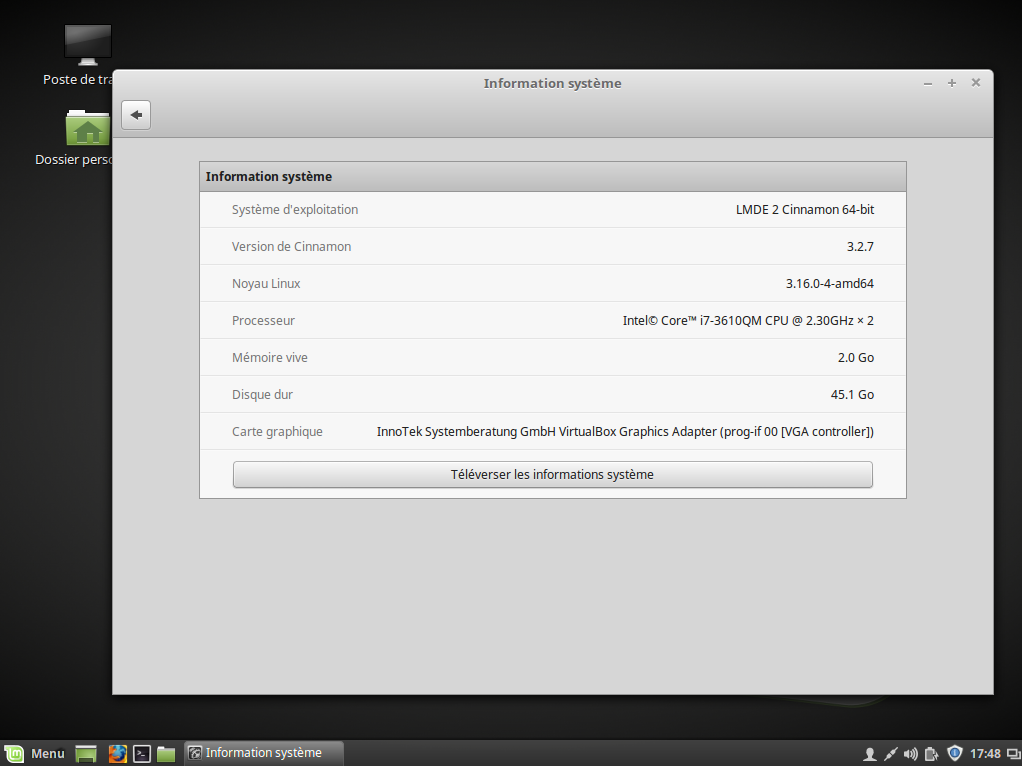 Poste de tra
Dossier perso
Information système
Information système
Système d'exploitation LMDE 2 Cinnamon 64-bit
Version de Cinnamon 3.2.7
Noyau Linux 3.16.0-4-amd64
Processeur Intel© Core™ i7-3610QM CPU @ 2.30GHz × 2
Mémoire vive 2.0 Go
Disque dur 45.1 Go
Carte graphique InnoTek Systemberatung GmbH VirtualBox Graphics Adapter (prog-if 00 [VGA controller])
Téléverser les informations système
Menu Information système 17:48